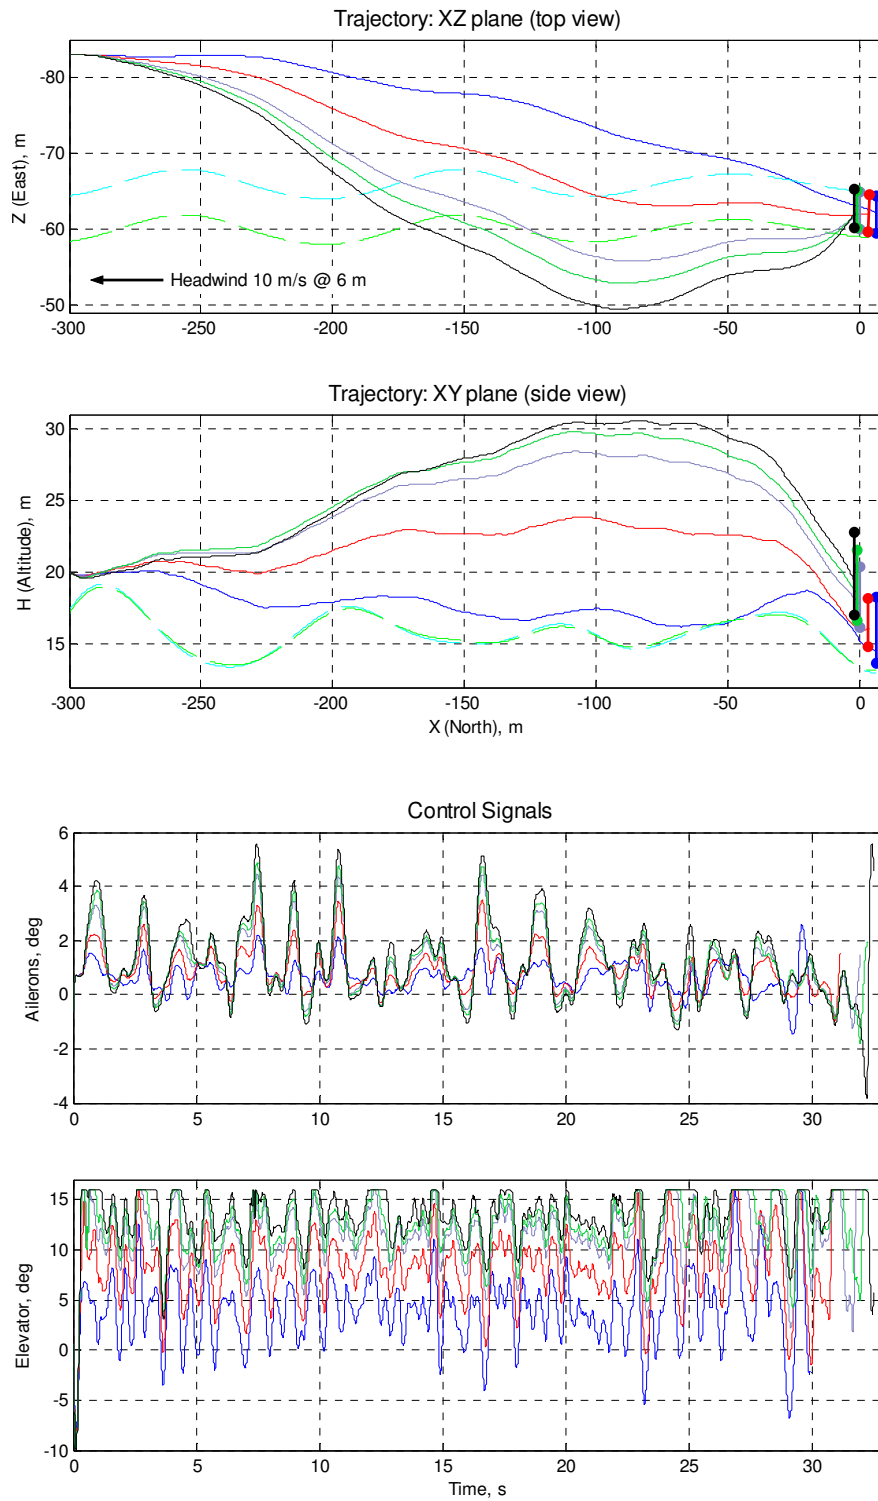 Trajectory: XZ plane (top view)
Z (East), m
-80
-70
-60
-50
Headwind 10 m/s @ 6 m
-300 -250 -200 -150 -100 -50 0
Trajectory: XY plane (side view)
H (Altitude), m
30
25
20
15
-300 -250 -200 -150 -100 -50 0
X (North), m
Control Signals
Ailerons, deg
6
4
2
0
-2
-4
0 5 10 15 20 25 30
Elevator, deg
15
10
5
0
-5
-10
0 5 10 15 20 25 30
Time, s